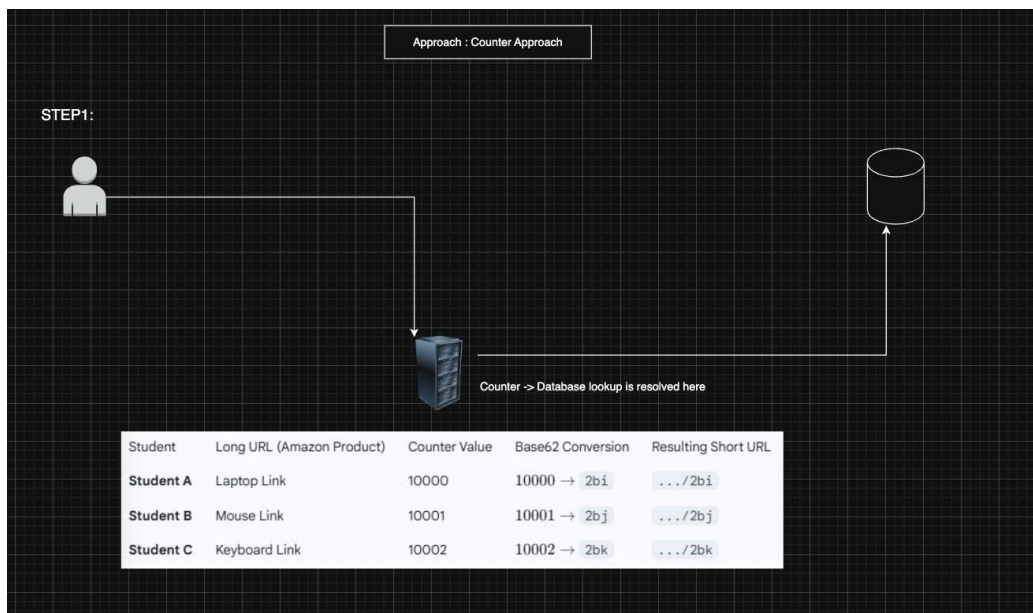 Approach : Counter Approach
STEP1:
Counter -> Database lookup is resolved here
Student Long URL (Amazon Product) Counter Value Base62 Conversion Resulting Short URL
Student A Laptop Link 10000 10000 → 2bi .../2bi
Student B Mouse Link 10001 10001 → 2bj .../2bj
Student C Keyboard Link 10002 10002 → 2bk .../2bk